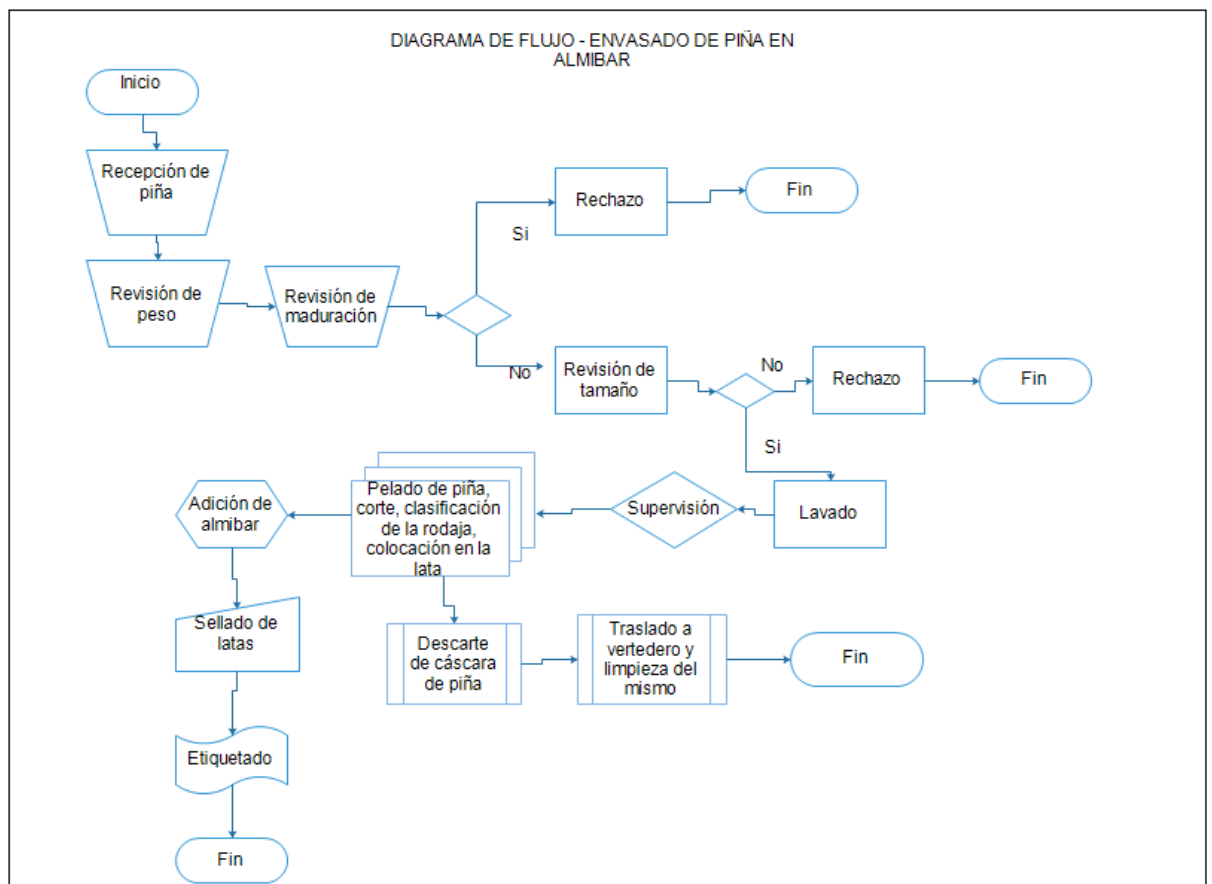 DIAGRAMA DE FLUJO - ENVASADO DE PIÑA EN
ALMIBAR
Inicio
Recepción de
piña
Revisión de
peso
Revisión de
maduración
Si
Rechazo
Fin
No
Revisión de
tamaño
No
Rechazo
Fin
Si
Lavado
Supervisión
Pelado de piña,
corte, clasificación
de la rodaja,
colocación en la
lata
Adición de
almibar
Sellado de
latas
Etiquetado
Fin
Descarte
de cáscara
de piña
Traslado a
vertedero y
limpieza del
mismo
Fin